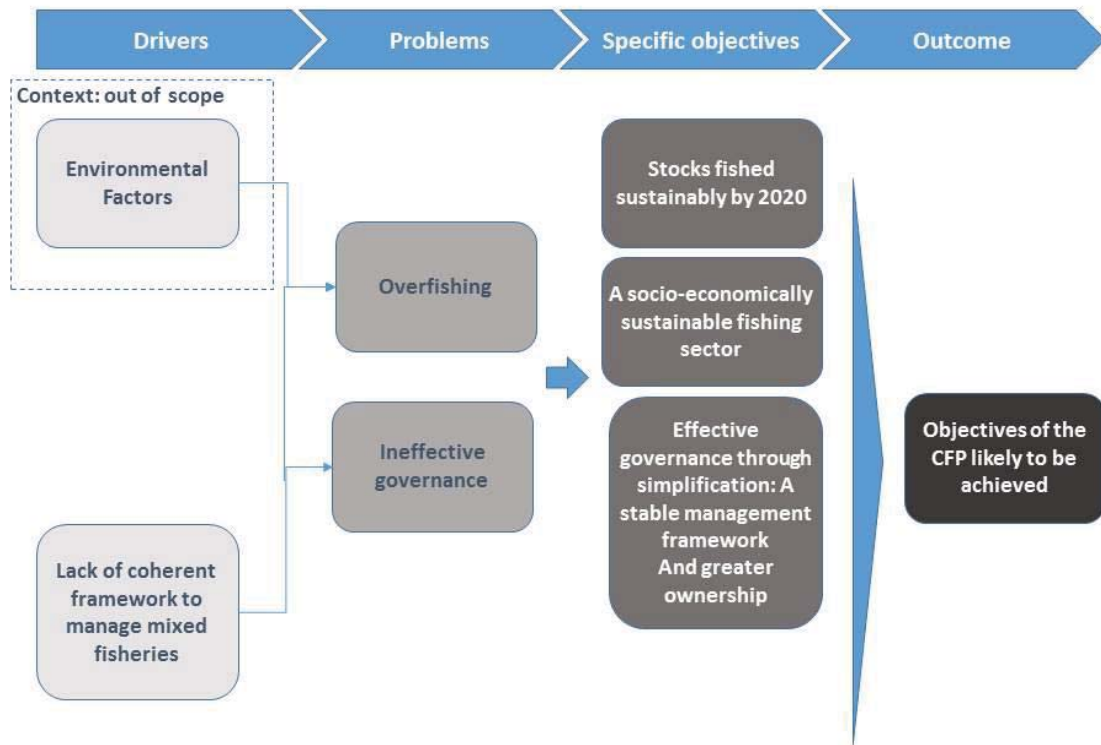 Drivers
Problems
Specific objectives
Outcome
Context: out of scope
Environmental
Factors
Lack of coherent
framework to
manage mixed
fisheries
Overfishing
Ineffective
governance
Stocks fished
sustainably by 2020
A socio-economically
sustainable fishing
sector
Effective
governance through
simplification: A
stable management
framework
And greater
ownership
Objectives of the
CFP likely to be
achieved